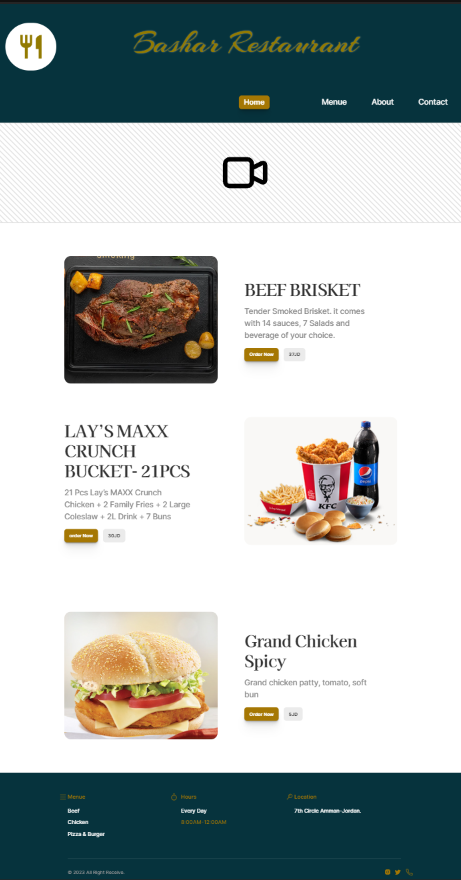 Bashar Restaurant
Home Menue About Contact
Smoking
BEEF BRISKET
Tender Smoked Brisket. it comes
with 14 sauces, 7 Salads and
beverage of your choice.
Order Now 37JD
LAY'S MAXX
CRUNCH
BUCKET- 21PCS
21 Pcs Lay's MAXX Crunch
Chicken + 2 Family Fries + 2 Large
Coleslaw + 2L Drink + 7 Buns
order Now 30JD
KFC
Grand Chicken
Spicy
Grand chicken patty, tomato, soft
bun
Order Now 5JD
Menue
Beef
Chicken
Pizza & Burger
Hours
Every Day
9:00AM-12:00AM
Location
7th Circle Amman-Jordan.
© 2023 All Right Receive.